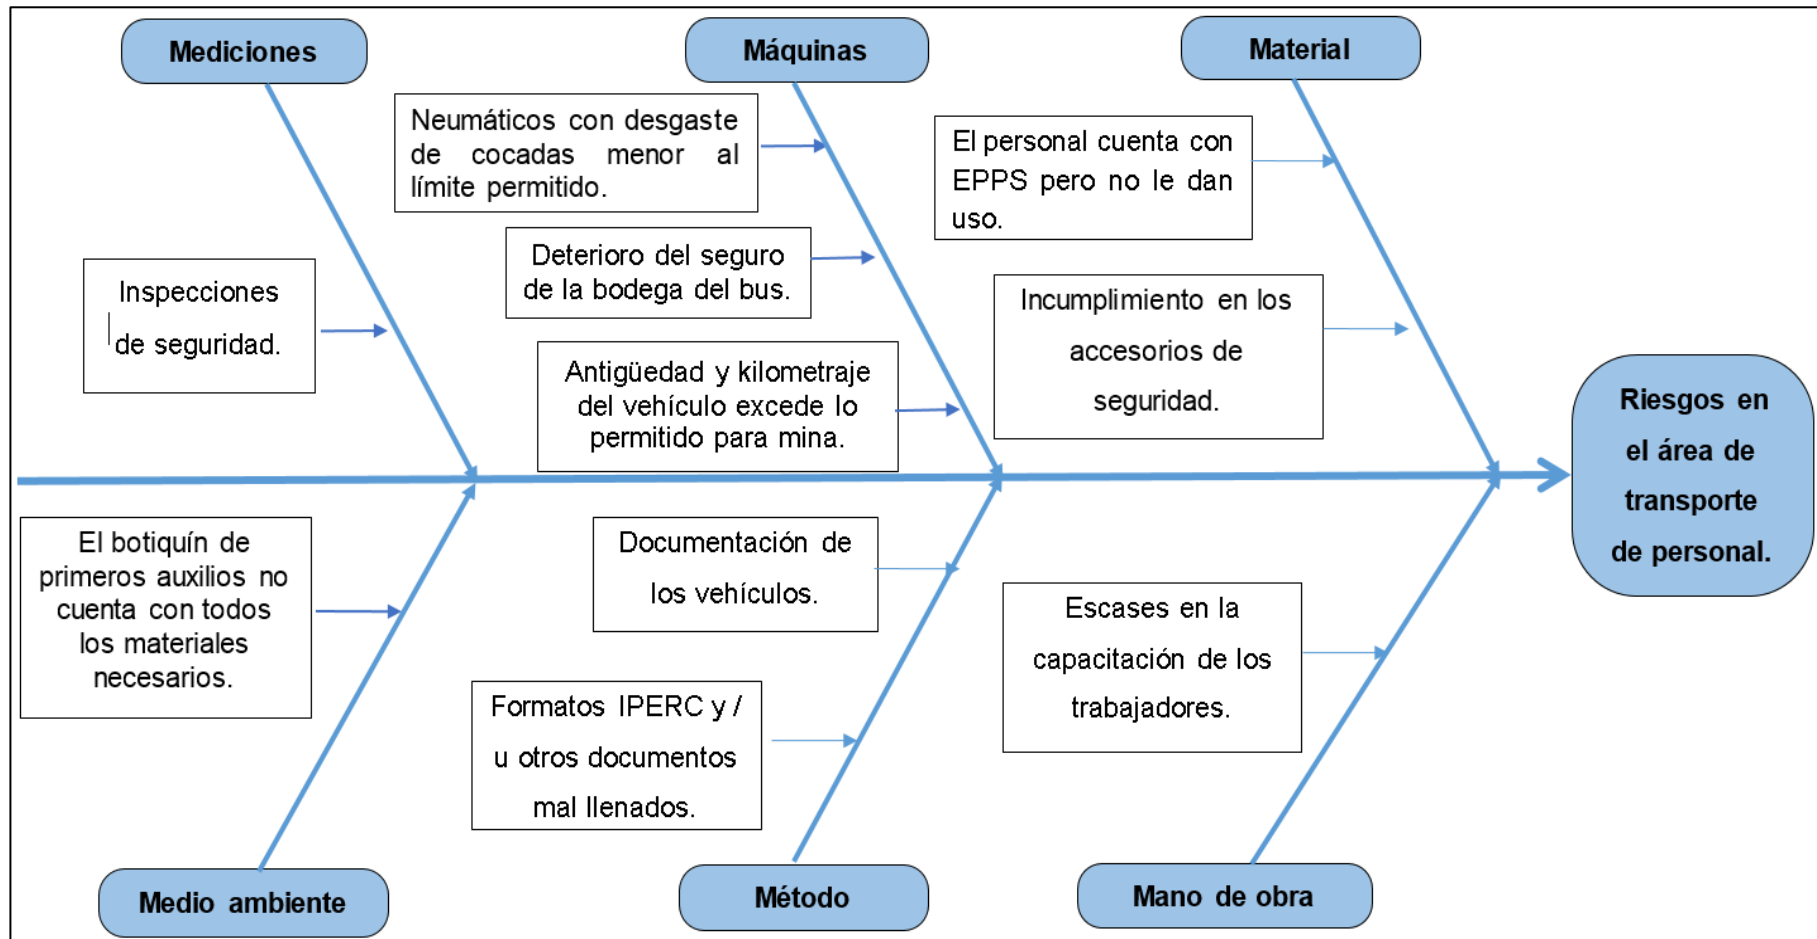 Mediciones
Máquinas
Material
Neumáticos con desgaste
de cocadas menor al
límite permitido.
El personal cuenta con
EPPS pero no le dan
uso.
Deterioro del seguro
de la bodega del bus.
Inspecciones
de seguridad.
Incumplimiento en los
accesorios de
seguridad.
Antigüedad y kilometraje
del vehículo excede lo
permitido para mina.
Riesgos en
el área de
transporte
de personal.
El botiquín de
primeros auxilios no
cuenta con todos
los materiales
necesarios.
Documentación de
los vehículos.
Escases en la
capacitación de los
trabajadores.
Formatos IPERC y /
u otros documentos
mal llenados.
Medio ambiente
Método
Mano de obra